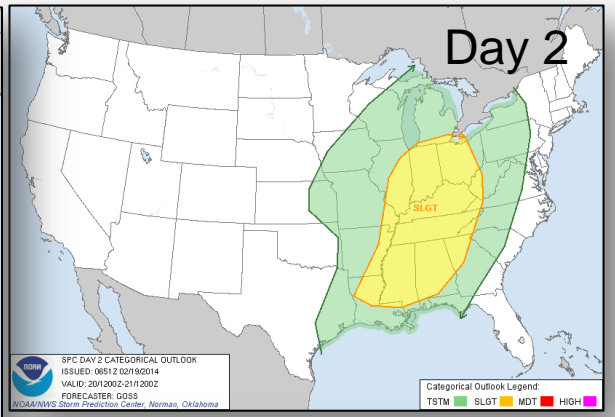 Day 2
SLGT
NOAA
SPC DAY 2 CATEGORICAL OUTLOOK
ISSUED: 0651Z 02/19/2014
VALID: 20/1200Z-21/1200Z
FORECASTER: GOSS
NOAA/NWS Storm Prediction Center, Norman, Oklahoma
Categorical Outlook Legend:
TSTM SLGT MDT HIGH